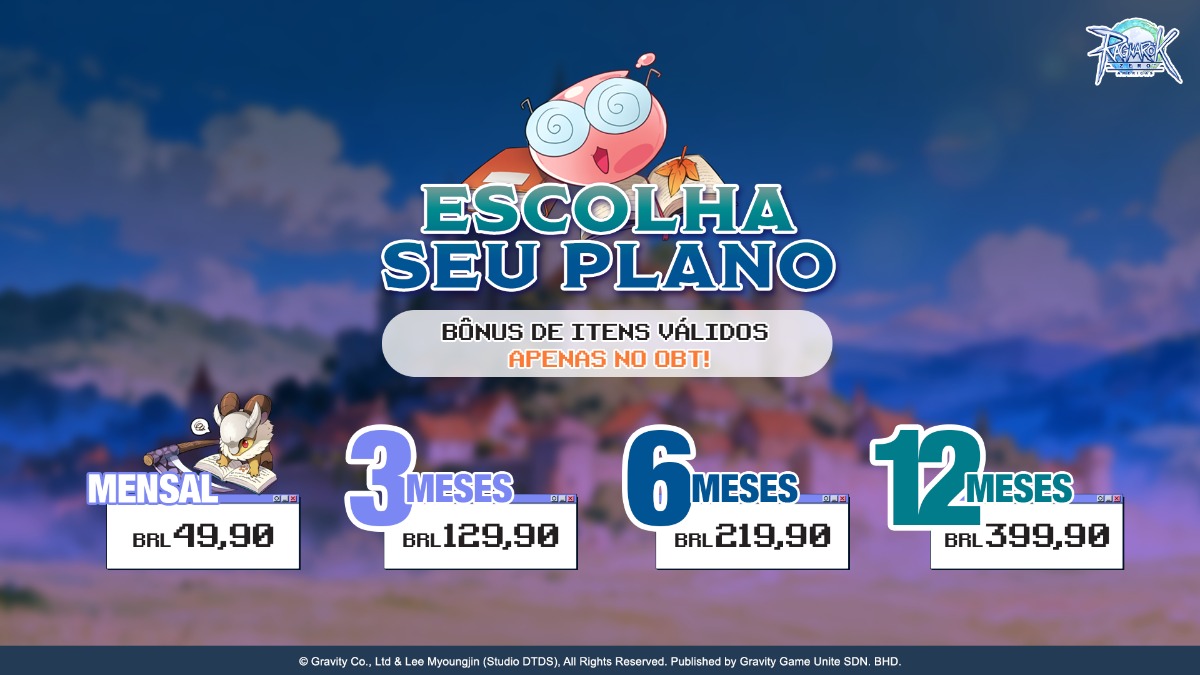 RAGNAROK
ZERO
AMERICAS
ESCOLHA
SEU PLANO
BÔNUS DE ITENS VÁLIDOS
APENAS NO OBT!
MENSAL
BRL49,90
3 MESES
BRL129,90
6 MESES
BRL219,90
12 MESES
BRL399,90
© Gravity Co., Ltd & Lee Myoungjin (Studio DTDS), All Rights Reserved. Published by Gravity Game Unite SDN. BHD.